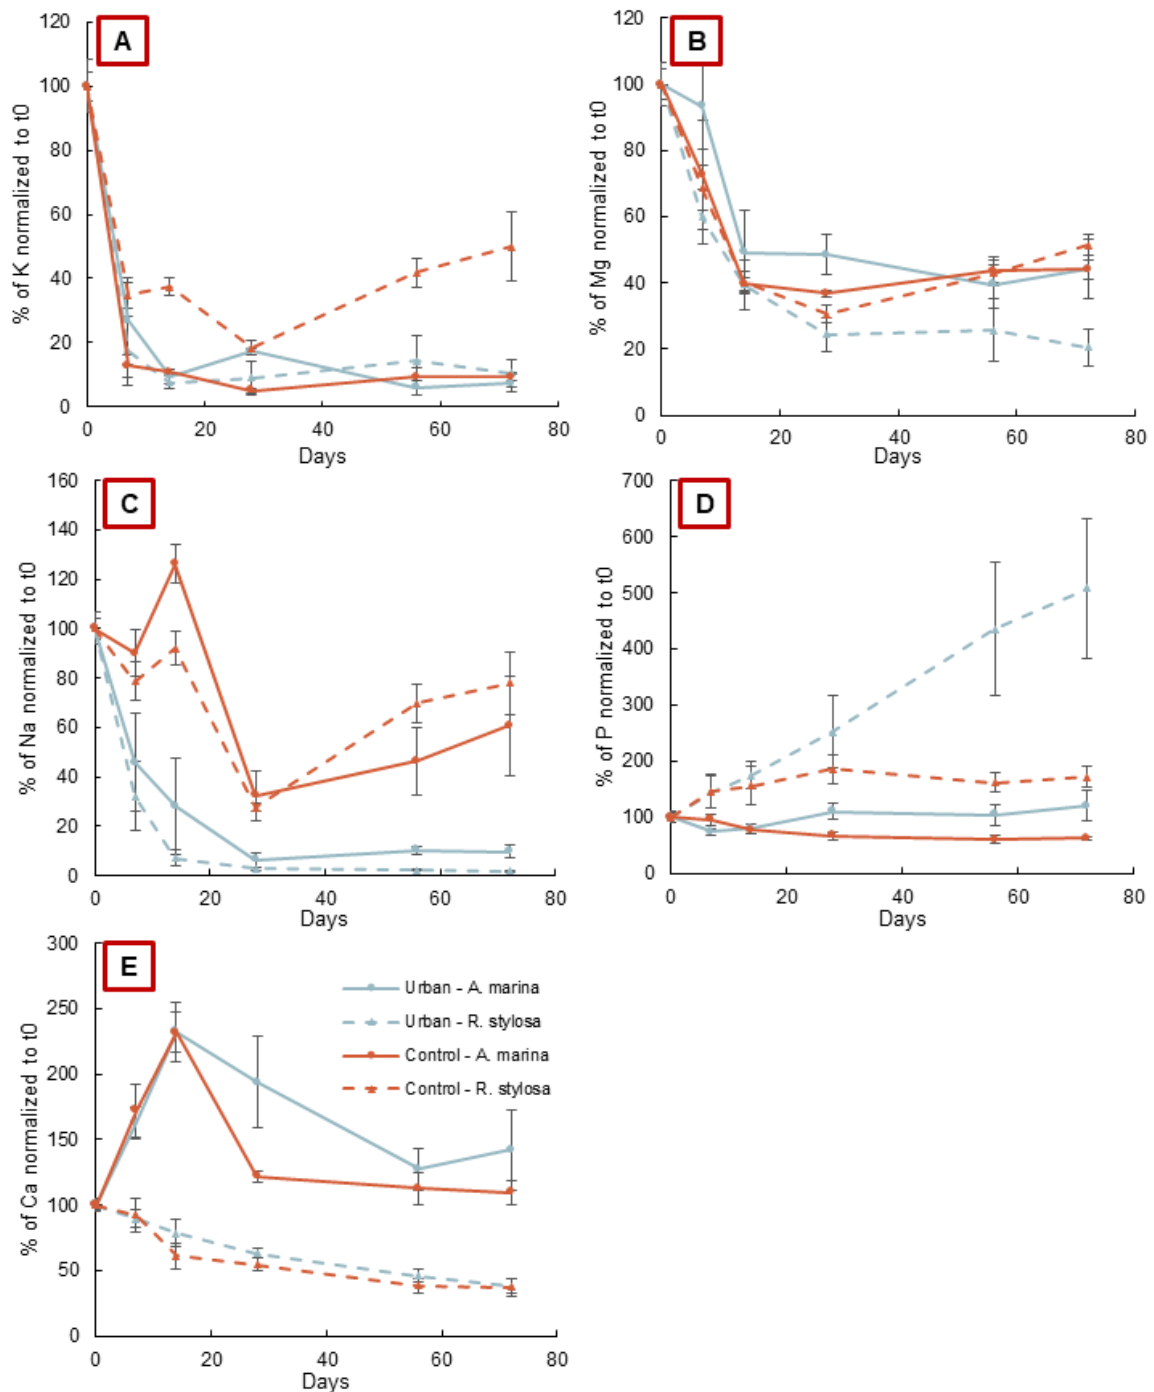 A
% of K normalized to t0
120
100
80
60
40
20
0
0 20 40 60 80
Days
B
% of Mg normalized to t0
120
100
80
60
40
20
0
0 20 40 60 80
Days
C
% of Na normalized to t0
160
140
120
100
80
60
40
20
0
0 20 40 60 80
Days
D
% of P normalized to t0
700
600
500
400
300
200
100
0
0 20 40 60 80
Days
E
% of Ca normalized to t0
300
250
200
150
100
50
0
0 20 40 60 80
Days
Urban - A. marina
Urban - R. stylosa
Control - A. marina
Control - R. stylosa